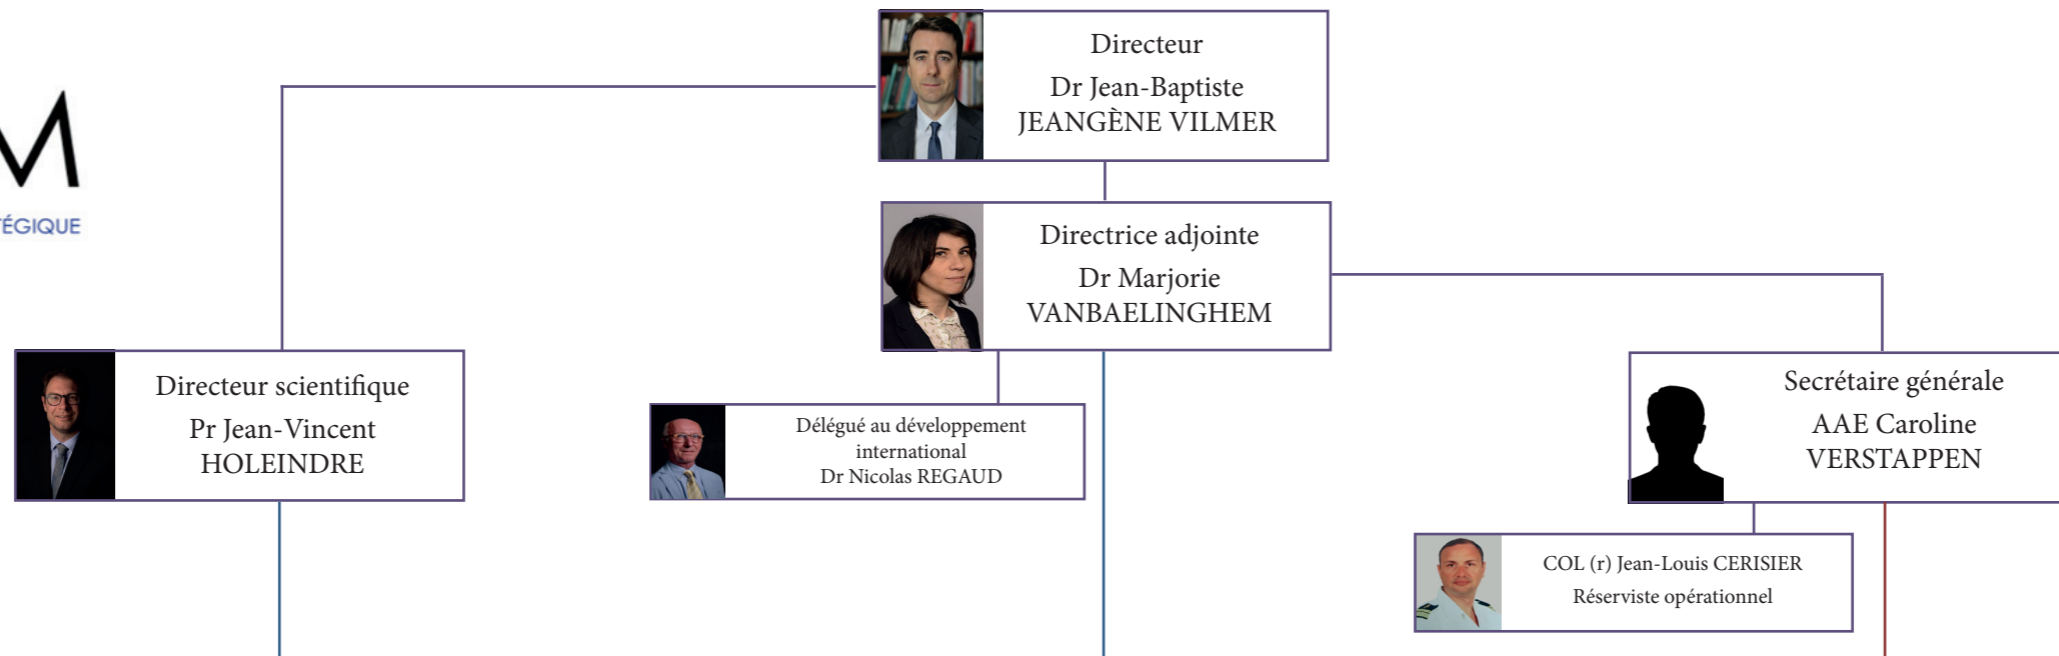 Directeur
Dr Jean-Baptiste
JEANGÈNE VILMER
M
TÉGIQUE
Directrice adjointe
Dr Marjorie
VANBAELINGHEM
Directeur scientifique
Pr Jean-Vincent
HOLEINDRE
Délégué au développement
international
Dr Nicolas REGAUD
Secrétaire générale
AAE Caroline
VERSTAPPEN
COL (r) Jean-Louis CERISIER
Réserviste opérationnel